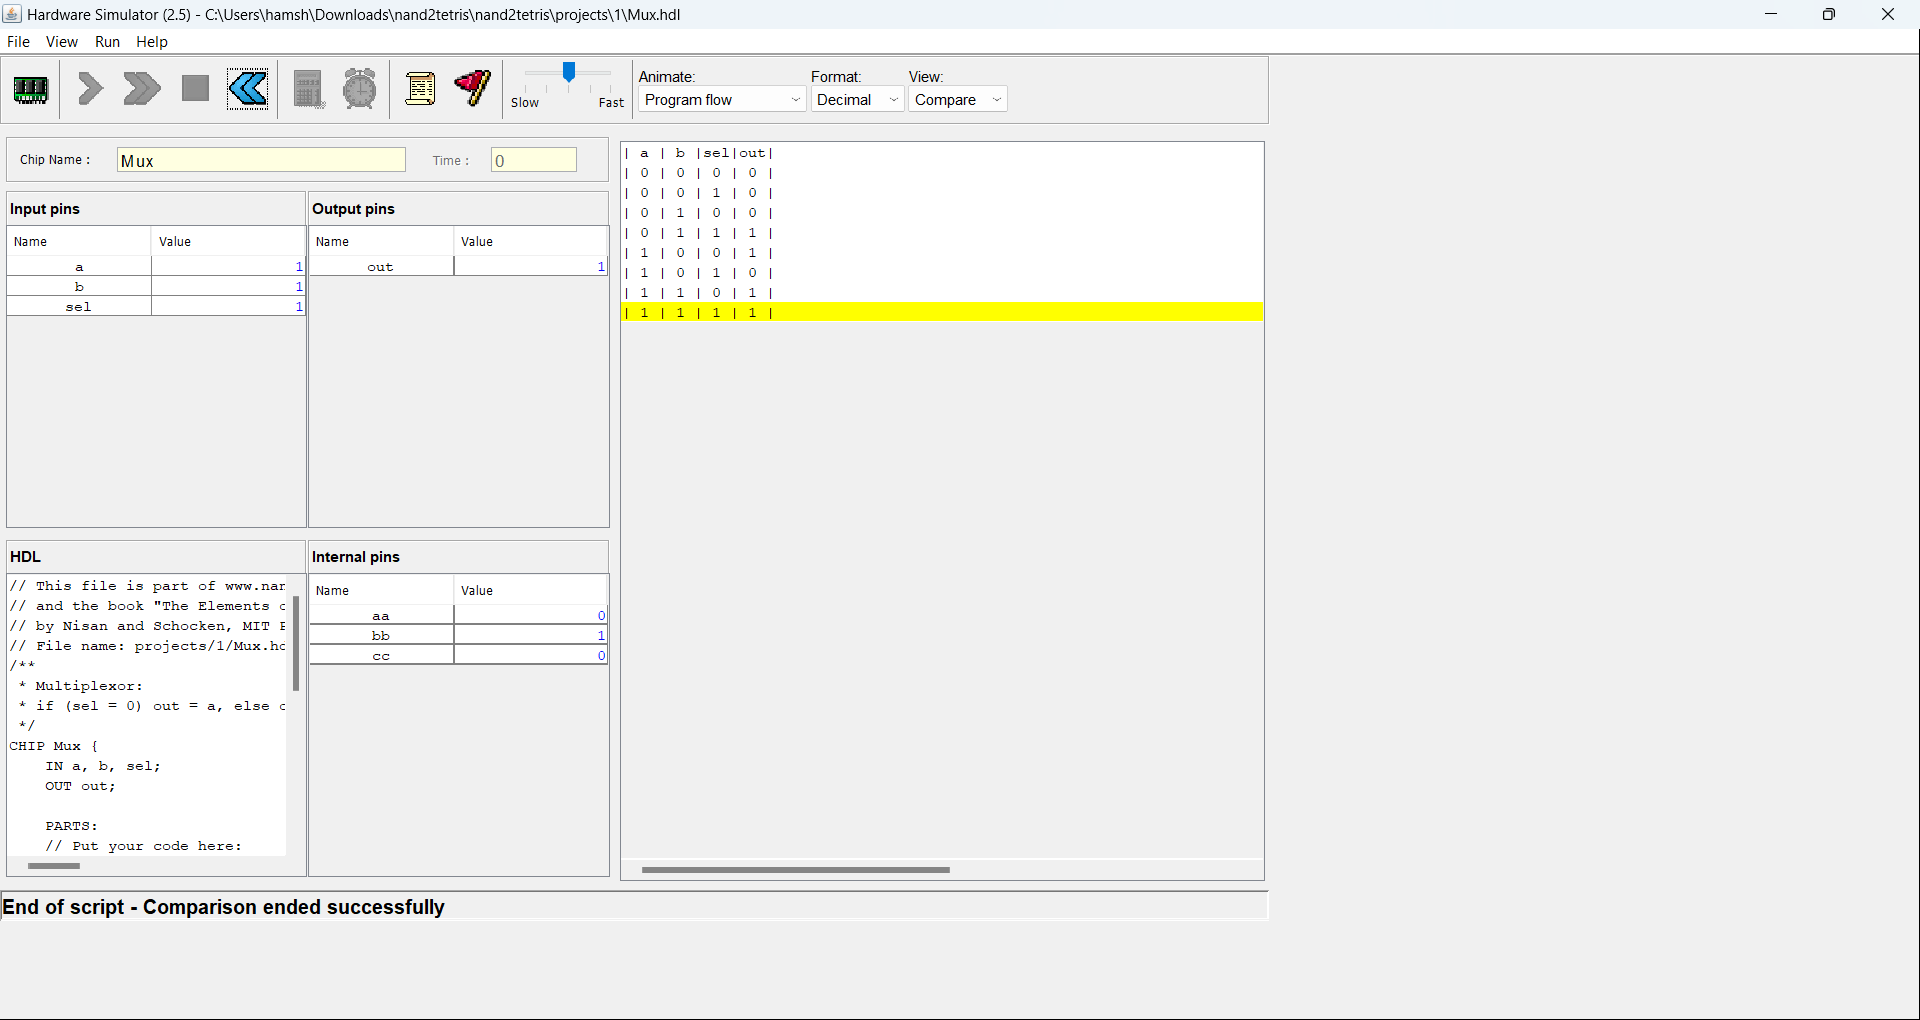 Hardware Simulator (2.5) - C:\Users\hamsh\Downloads\nand2tetris\nand2tetris\projects\1\Mux.hdl
File View Run Help
Slow Fast
Animate: Format: View:
Program flow Decimal Compare
Chip Name : Mux Time : 0
Input pins
Name Value
a 1
b 1
sel 1
Output pins
Name Value
out 1
| a | b |sel|out|
| 0 | 0 | 0 | 0 |
| 0 | 0 | 1 | 0 |
| 0 | 1 | 0 | 0 |
| 0 | 1 | 1 | 1 |
| 1 | 0 | 0 | 1 |
| 1 | 0 | 1 | 0 |
| 1 | 1 | 0 | 1 |
| 1 | 1 | 1 | 1 |
HDL
// This file is part of www.nan
// and the book "The Elements
// by Nisan and Schocken, MIT
// File name: projects/1/Mux.hd
/**
* Multiplexor:
* if (sel = 0) out = a, else
*/
CHIP Mux {
IN a, b, sel;
OUT out;
PARTS:
// Put your code here:
Internal pins
Name Value
aa 0
bb 1
cc 0
End of script - Comparison ended successfully